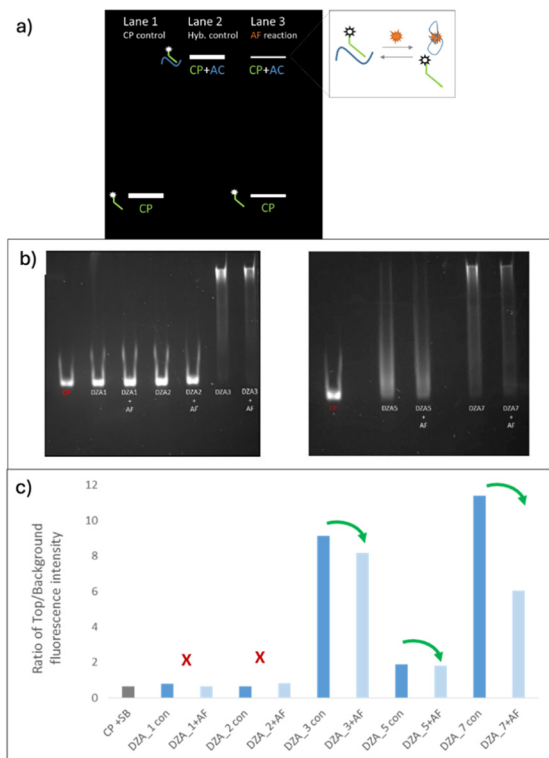 a)
Lane 1 Lane 2 Lane 3
CP control Hyb. control AF reaction
CP+AC CP+AC
CP CP
b)
CP DZA1 DZA1 + AF DZA2 DZA2 + AF DZA3 DZA3 + AF
CP DZA5 DZA5 + AF DZA7 DZA7 + AF
c)
Ratio of Top/Background
fluorescence intensity
12
10
8
6
4
2
0
X X
CP +SB DZA_1 con DZA_1+AF DZA_2 con DZA_2+AF DZA_3 con DZA_3+AF DZA_5 con DZA_5+AF DZA_7 con DZA_7+AF